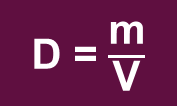 D = m/V